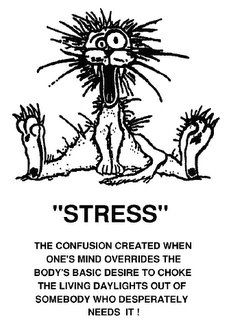 "STRESS"
THE CONFUSION CREATED WHEN
ONE'S MIND OVERRIDES THE
BODY'S BASIC DESIRE TO CHOKE
THE LIVING DAYLIGHTS OUT OF
SOMEBODY WHO DESPERATELY
NEEDS IT !